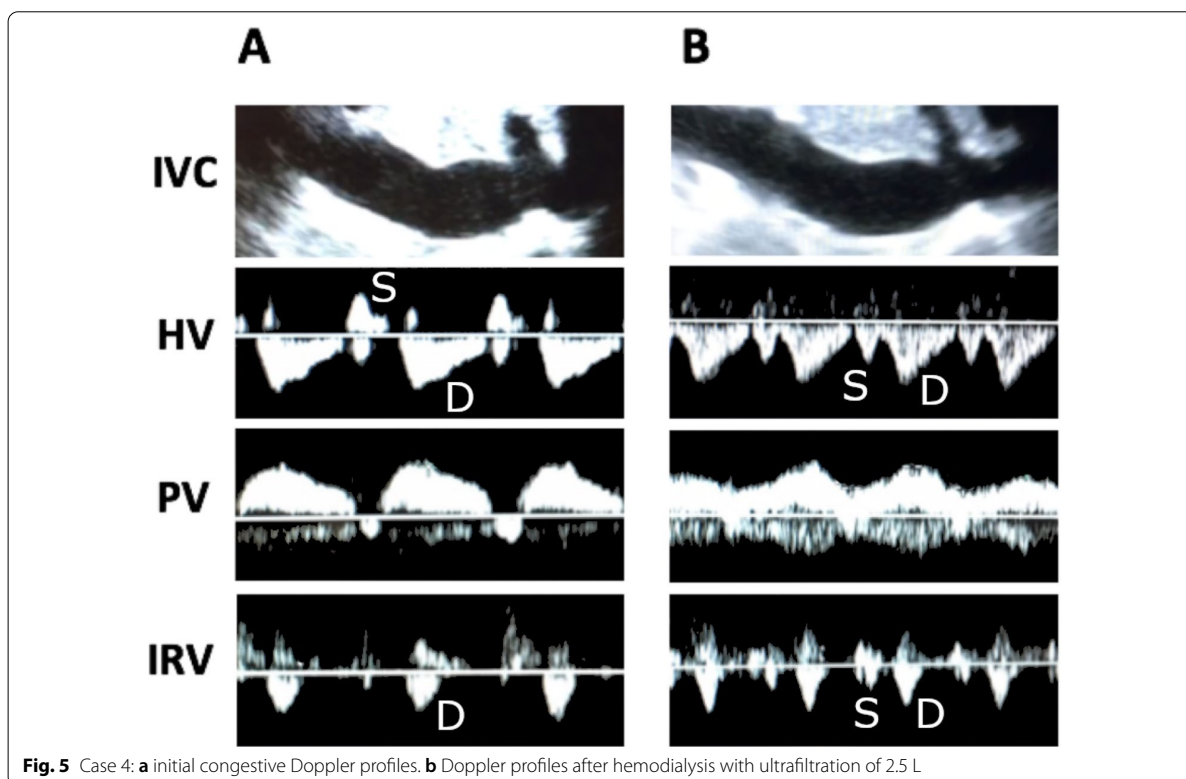 A B
IVC
HV S D S D
PV
IRV D S D
Fig. 5 Case 4: a initial congestive Doppler profiles. b Doppler profiles after hemodialysis with ultrafiltration of 2.5 L